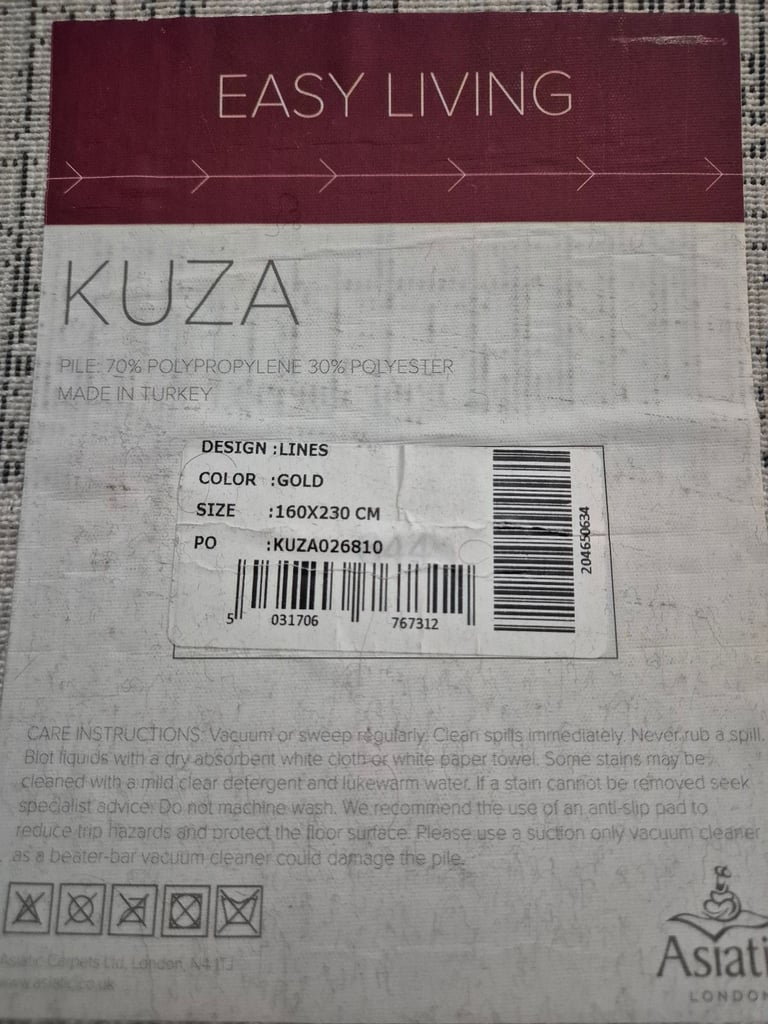 EASY LIVING
KUZA
PILE: 70% POLYPROPYLENE 30% POLYESTER
MADE IN TURKEY
DESIGN :LINES
COLOR :GOLD
SIZE :160X230 CM
PO :KUZA026810
5 031706 767312
204650634
CARE INSTRUCTIONS: Vacuum or sweep regularly. Clean spills immediately. Never rub a spill.
Blot liquids with a dry absorbent white cloth or white paper towel. Some stains may be
cleaned with a mild clear detergent and lukewarm water. If a stain cannot be removed seek
specialist advice. Do not machine wash. We recommend the use of an anti-slip pad to
reduce trip hazards and protect the floor surface. Please use a suction only vacuum cleaner
as a beater-bar vacuum cleaner could damage the pile.
Asiatic Carpets Ltd, London, N4 1TJ
www.asiatic.co.uk
Asiati
LONDON